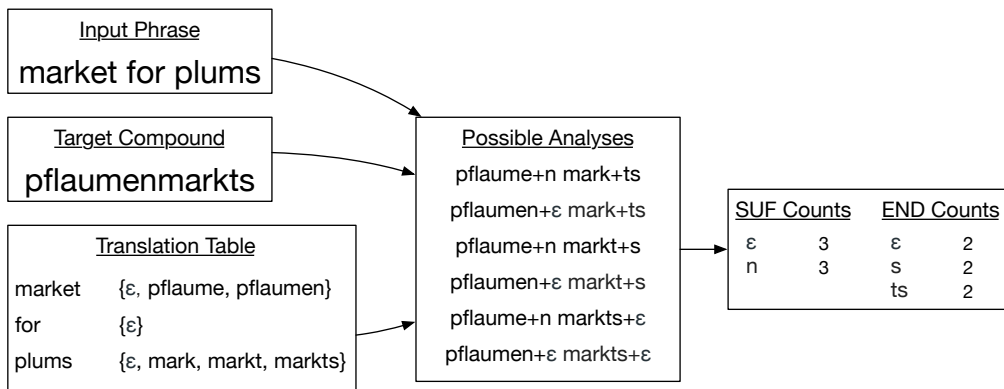 Input Phrase
market for plums
Target Compound
pflaumenmarkts
Translation Table
market {ε, pflaume, pflaumen}
for {ε}
plums {ε, mark, markt, markts}
Possible Analyses
pflaume+n mark+ts
pflaumen+ε mark+ts
pflaume+n markt+s
pflaumen+ε markt+s
pflaume+n markts+ε
pflaumen+ε markts+ε
SUF Counts END Counts
ε 3 ε 2
n 3 s 2
ts 2